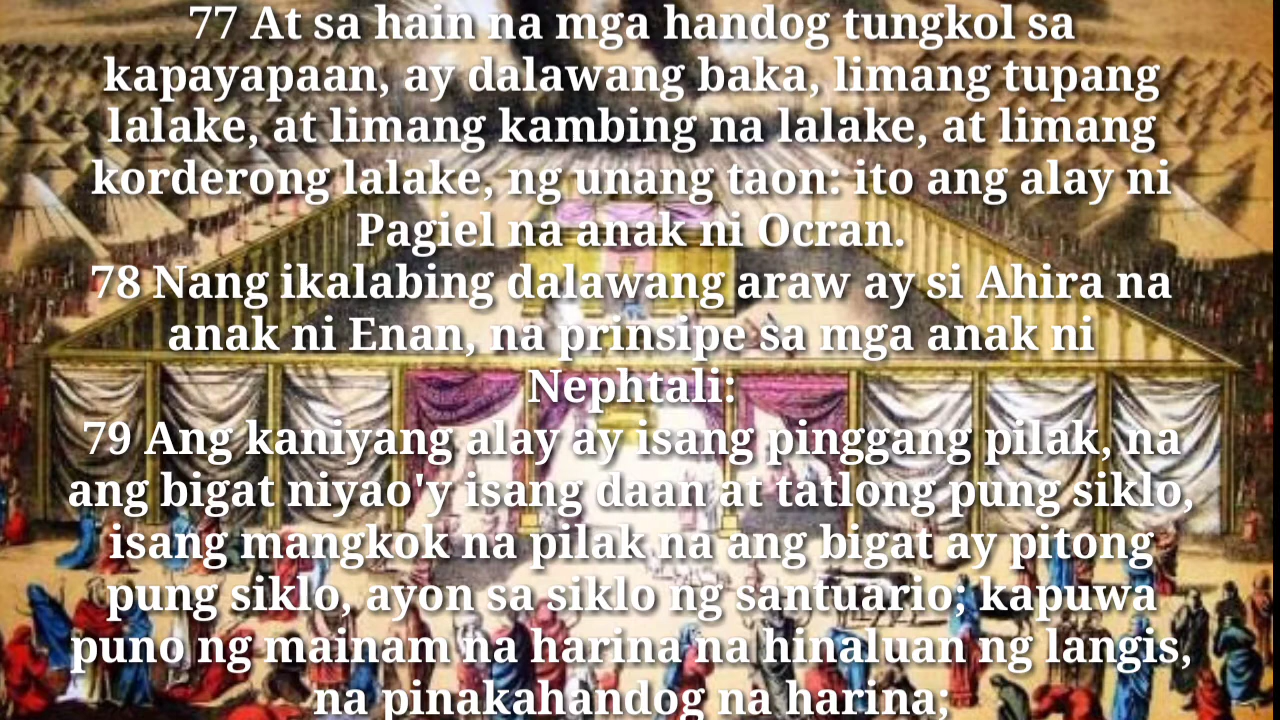 77 At sa hain na mga handog tungkol sa
kapayapaan, ay dalawang baka, limang tupang
lalake, at limang kambing na lalake, at limang
korderong lalake, ng unang taon: ito ang alay ni
Pagiel na anak ni Ocran.
78 Nang ikalabing dalawang araw ay si Ahira na
anak ni Enan, na prinsipe sa mga anak ni
Nephtali:
79 Ang kaniyang alay ay isang pinggang pilak, na
ang bigat niyao'y isang daan at tatlong pung siklo,
isang mangkok na pilak na ang bigat ay pitong
pung siklo, ayon sa siklo ng santuario; kapuwa
puno ng mainam na harina na hinaluan ng langis,
na pinakahandog na harina;